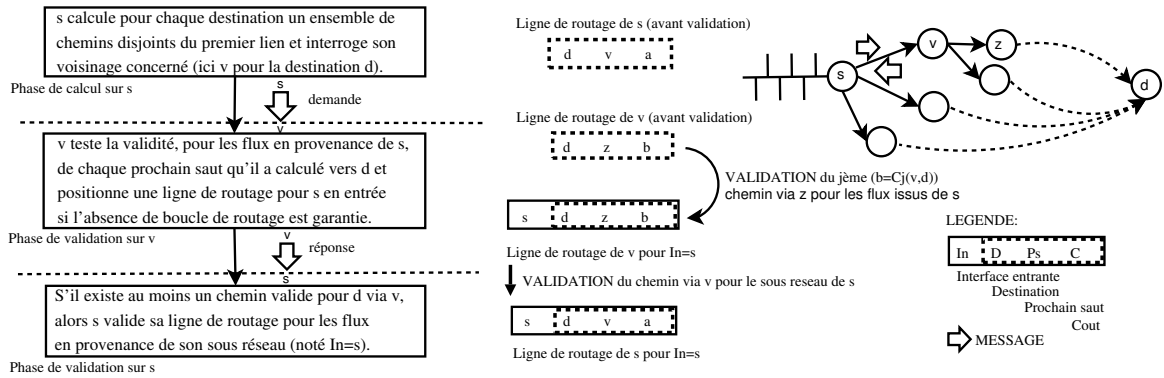 s calcule pour chaque destination un ensemble de
chemins disjoints du premier lien et interroge son
voisinage concerné (ici v pour la destination d).
Phase de calcul sur s
s
demande
v
v teste la validité, pour les flux en provenance de s,
de chaque prochain saut qu'il a calculé vers d et
positionne une ligne de routage pour s en entrée
si l'absence de boucle de routage est garantie.
Phase de validation sur v
v
réponse
s
S'il existe au moins un chemin valide pour d via v,
alors s valide sa ligne de routage pour les flux
en provenance de son sous réseau (noté In=s).
Phase de validation sur s
Ligne de routage de s (avant validation)
d v a
Ligne de routage de v (avant validation)
d z b
VALIDATION du jème (b=Cj(v,d))
chemin via z pour les flux issus de s
s d z b
Ligne de routage de v pour In=s
VALIDATION du chemin via v pour le sous reseau de s
s d v a
Ligne de routage de s pour In=s
s
v
z
d
LEGENDE:
In D Ps C
Interface entrante
Destination
Prochain saut
Cout
MESSAGE